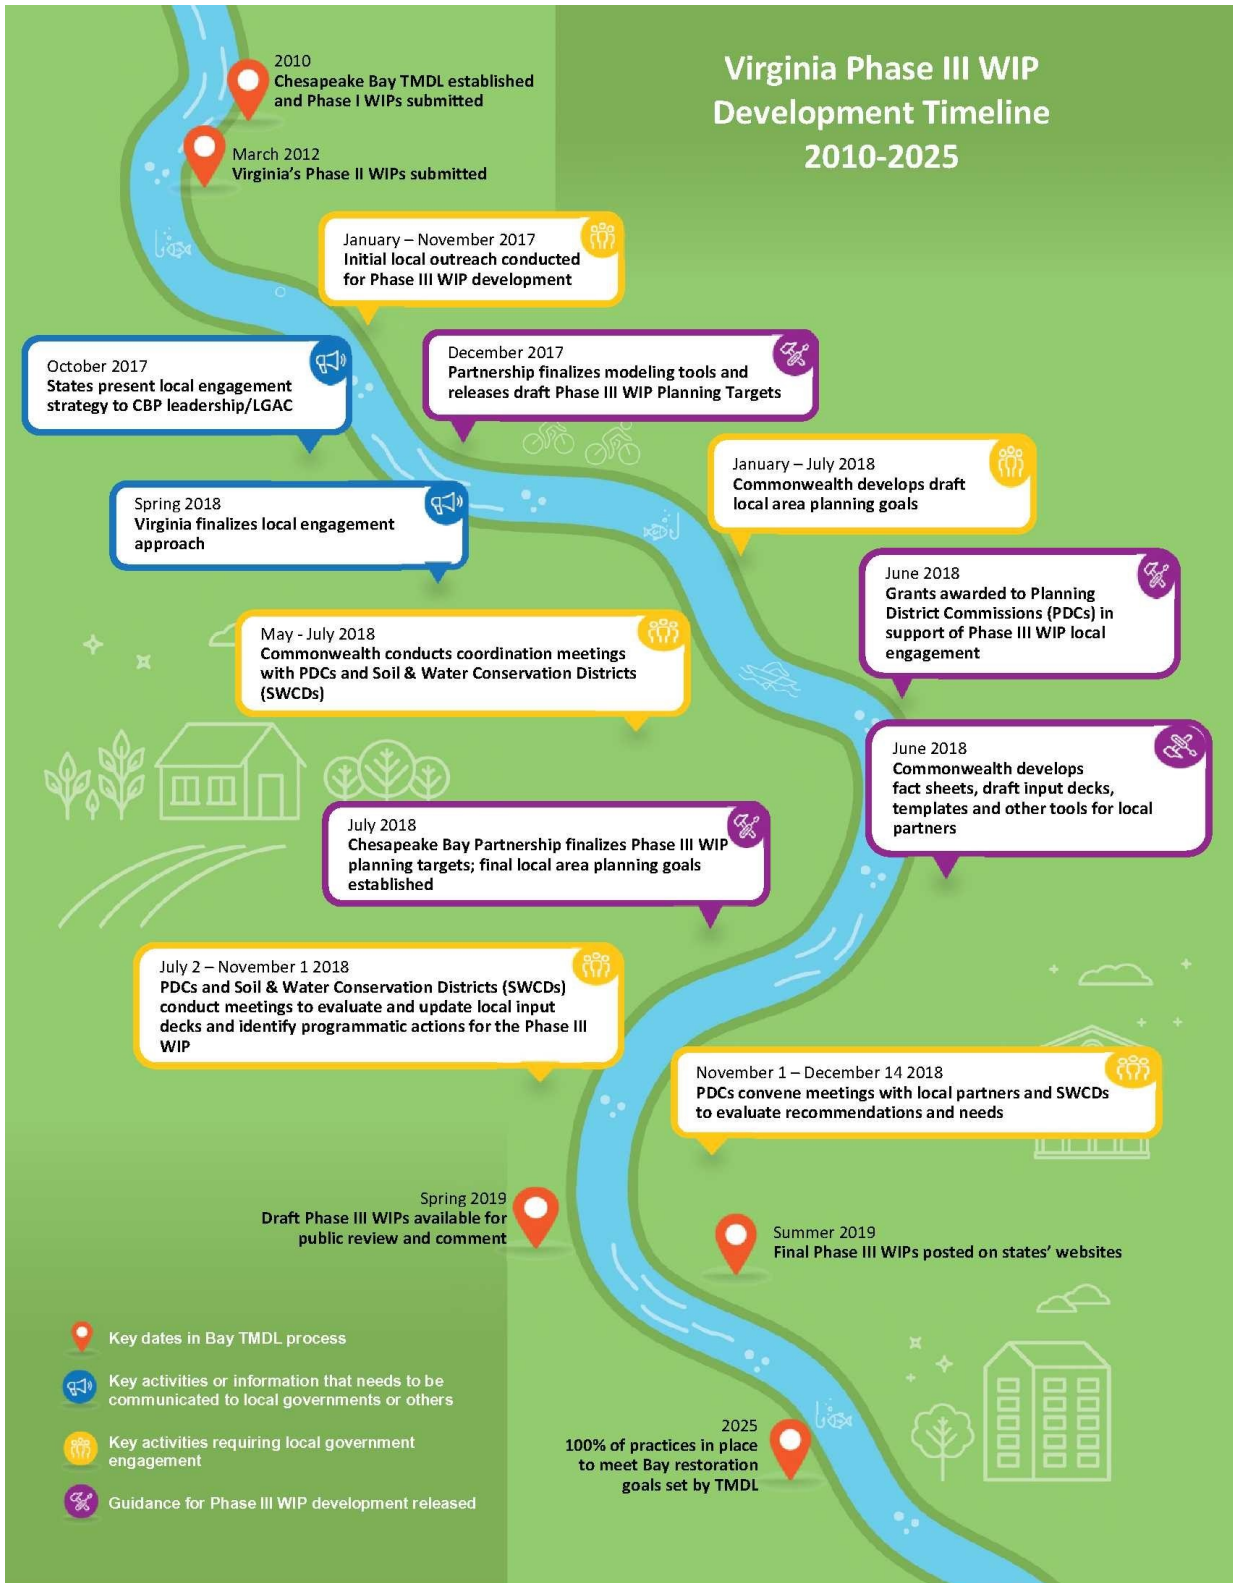 Virginia Phase III WIP
Development Timeline
2010-2025
2010
Chesapeake Bay TMDL established
and Phase I WIPs submitted
March 2012
Virginia's Phase II WIPs submitted
January – November 2017
Initial local outreach conducted
for Phase III WIP development
October 2017
States present local engagement
strategy to CBP leadership/LGAC
December 2017
Partnership finalizes modeling tools and
releases draft Phase III WIP Planning Targets
January – July 2018
Commonwealth develops draft
local area planning goals
Spring 2018
Virginia finalizes local engagement
approach
June 2018
Grants awarded to Planning
District Commissions (PDCs) in
support of Phase III WIP local
engagement
May - July 2018
Commonwealth conducts coordination meetings
with PDCs and Soil & Water Conservation Districts
(SWCDs)
June 2018
Commonwealth develops
fact sheets, draft input decks,
templates and other tools for local
partners
July 2018
Chesapeake Bay Partnership finalizes Phase III WIP
planning targets; final local area planning goals
established
July 2 – November 1 2018
PDCs and Soil & Water Conservation Districts (SWCDs)
conduct meetings to evaluate and update local input
decks and identify programmatic actions for the Phase III
WIP
November 1 – December 14 2018
PDCs convene meetings with local partners and SWCDs
to evaluate recommendations and needs
Spring 2019
Draft Phase III WIPs available for
public review and comment
Summer 2019
Final Phase III WIPs posted on states' websites
Key dates in Bay TMDL process
Key activities or information that needs to be
communicated to local governments or others
Key activities requiring local government
engagement
Guidance for Phase III WIP development released
2025
100% of practices in place
to meet Bay restoration
goals set by TMDL